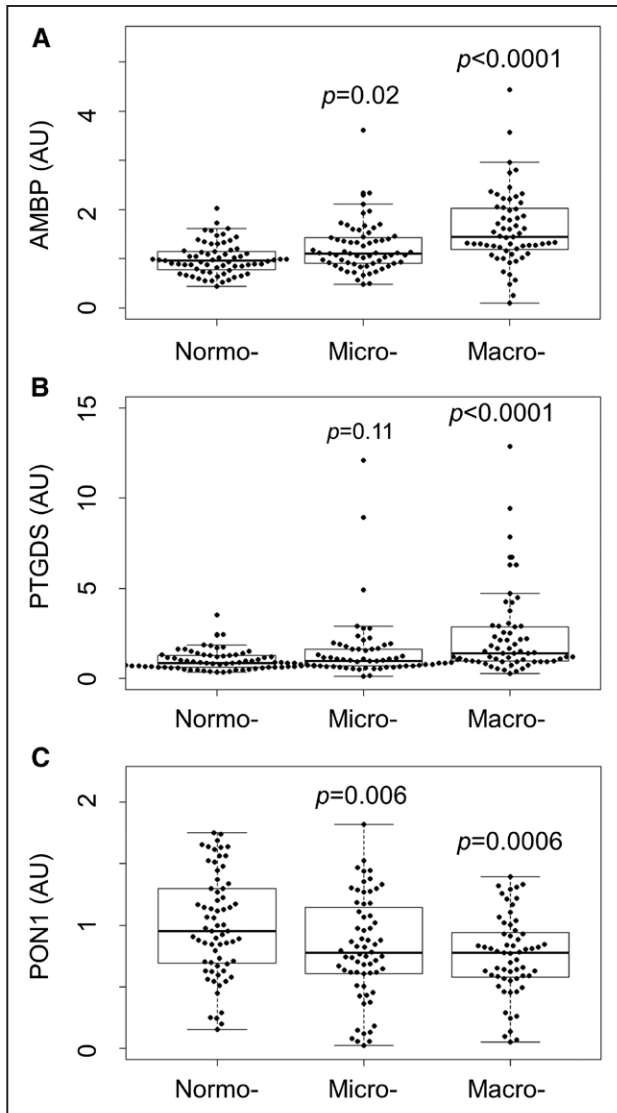 A
AMBP (AU)
4
2
0
p=0.02
p<0.0001
Normo-
Micro-
Macro-
B
PTGDS (AU)
15
10
5
0
p=0.11
p<0.0001
Normo-
Micro-
Macro-
C
PON1 (AU)
2
1
0
p=0.006
p=0.0006
Normo-
Micro-
Macro-